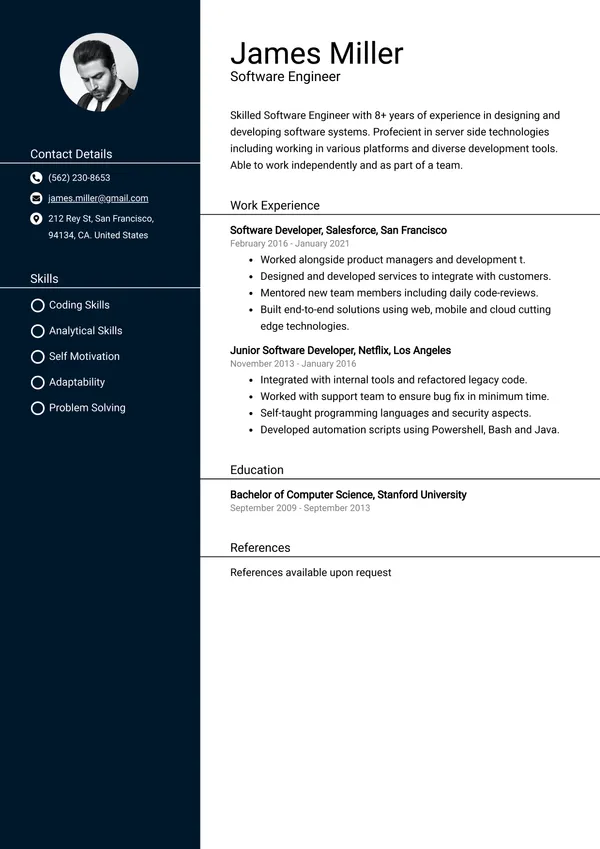 James Miller
Software Engineer
Contact Details
(562) 230-8653
james.miller@gmail.com
212 Rey St, San Francisco,
94134, CA. United States
Skills
Coding Skills
Analytical Skills
Self Motivation
Adaptability
Problem Solving
Skilled Software Engineer with 8+ years of experience in designing and
developing software systems. Profecient in server side technologies
including working in various platforms and diverse development tools.
Able to work independently and as part of a team.
Work Experience
Software Developer, Salesforce, San Francisco
February 2016 - January 2021
• Worked alongside product managers and development t.
• Designed and developed services to integrate with customers.
• Mentored new team members including daily code-reviews.
• Built end-to-end solutions using web, mobile and cloud cutting
edge technologies.
Junior Software Developer, Netflix, Los Angeles
November 2013 - January 2016
• Integrated with internal tools and refactored legacy code.
• Worked with support team to ensure bug fix in minimum time.
• Self-taught programming languages and security aspects.
• Developed automation scripts using Powershell, Bash and Java.
Education
Bachelor of Computer Science, Stanford University
September 2009 - September 2013
References
References available upon request